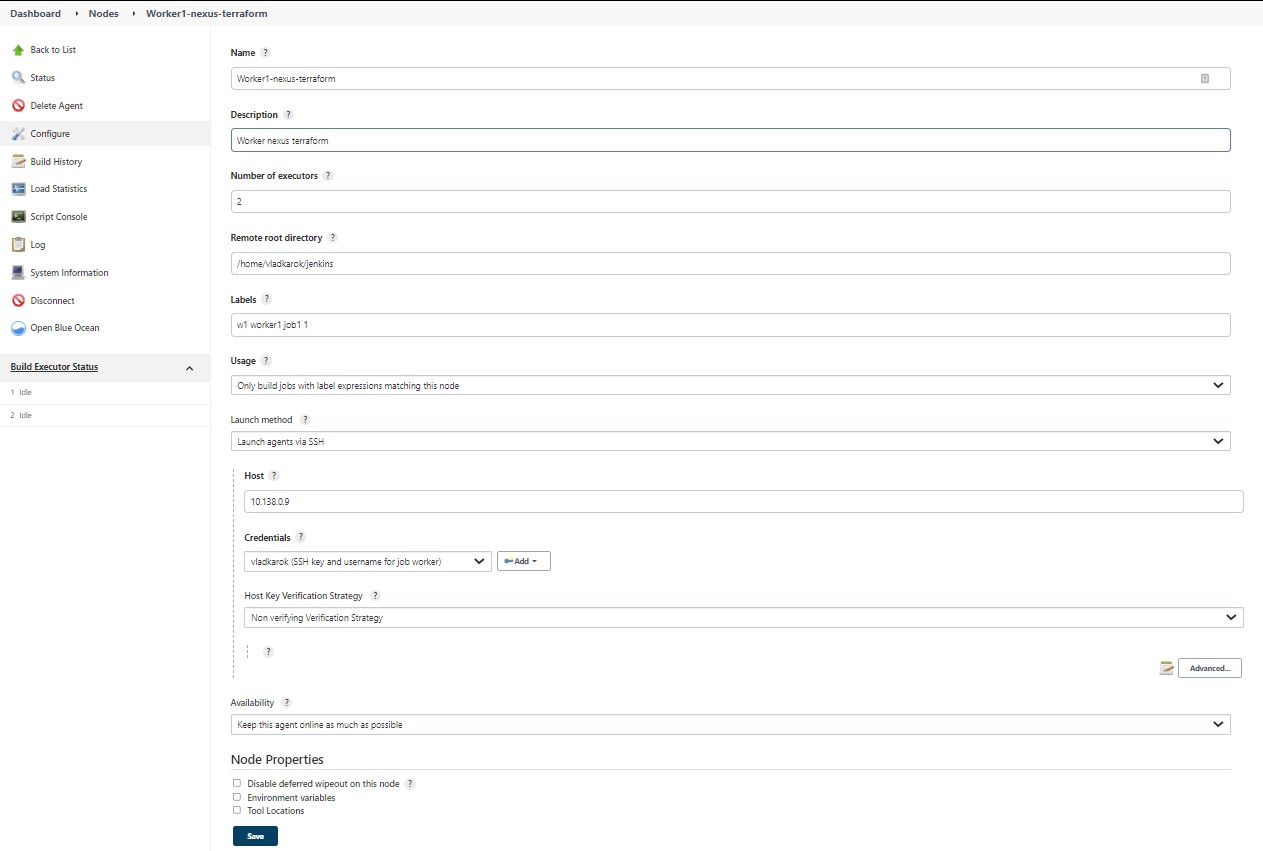 Dashboard Nodes Worker1-nexus-terraform
Back to List
Status
Delete Agent
Configure
Build History
Load Statistics
Script Console
Log
System Information
Disconnect
Open Blue Ocean
Build Executor Status
1 Idle
2 Idle
Name ?
Worker1-nexus-terraform
Description ?
Worker nexus terraform
Number of executors ?
2
Remote root directory ?
/home/vladkarok/jenkins
Labels ?
w1 worker1 job1 1
Usage ?
Only build jobs with label expressions matching this node
Launch method ?
Launch agents via SSH
Host ?
10.138.0.9
Credentials ?
vladkarok (SSH key and username for job worker)
Add
Host Key Verification Strategy ?
Non verifying Verification Strategy
?
Advanced...
Availability ?
Keep this agent online as much as possible
Node Properties
Disable deferred wipeout on this node ?
Environment variables
Tool Locations
Save